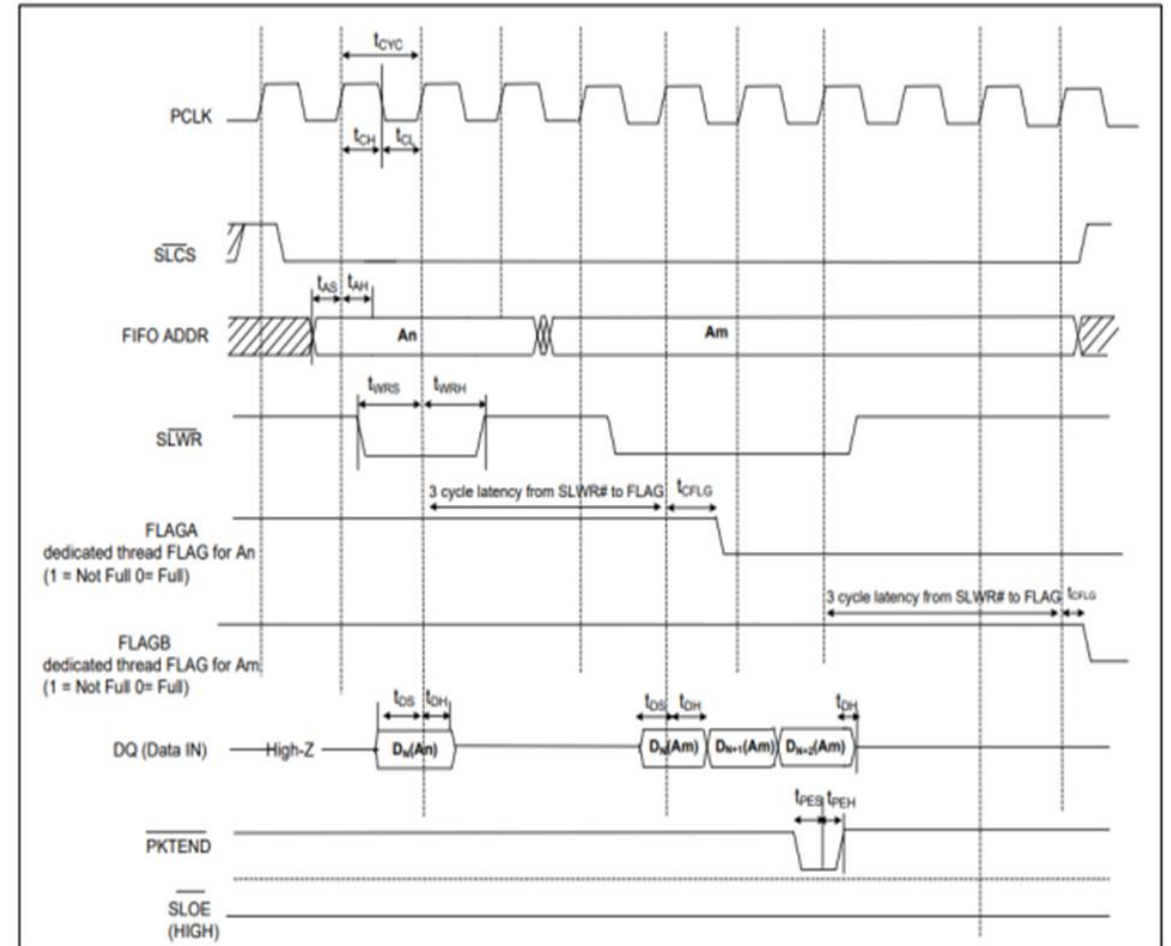 tCYC
PCLK
tCH tCL
SLCS
tAS tAH
FIFO ADDR An Am
tWRS tWRH
SLWR
3 cycle latency from SLWR# to FLAG tCFLG
FLAGA
dedicated thread FLAG for An
(1 = Not Full 0= Full)
3 cycle latency from SLWR# to FLAG tCFLG
FLAGB
dedicated thread FLAG for Am
(1 = Not Full 0= Full)
tDS tDH tDS tDH tDH
DQ (Data IN) High-Z DN(An) DN(Am) DN+1(Am) DN+2(Am)
tPES tPEH
PKTEND
SLOE
(HIGH)